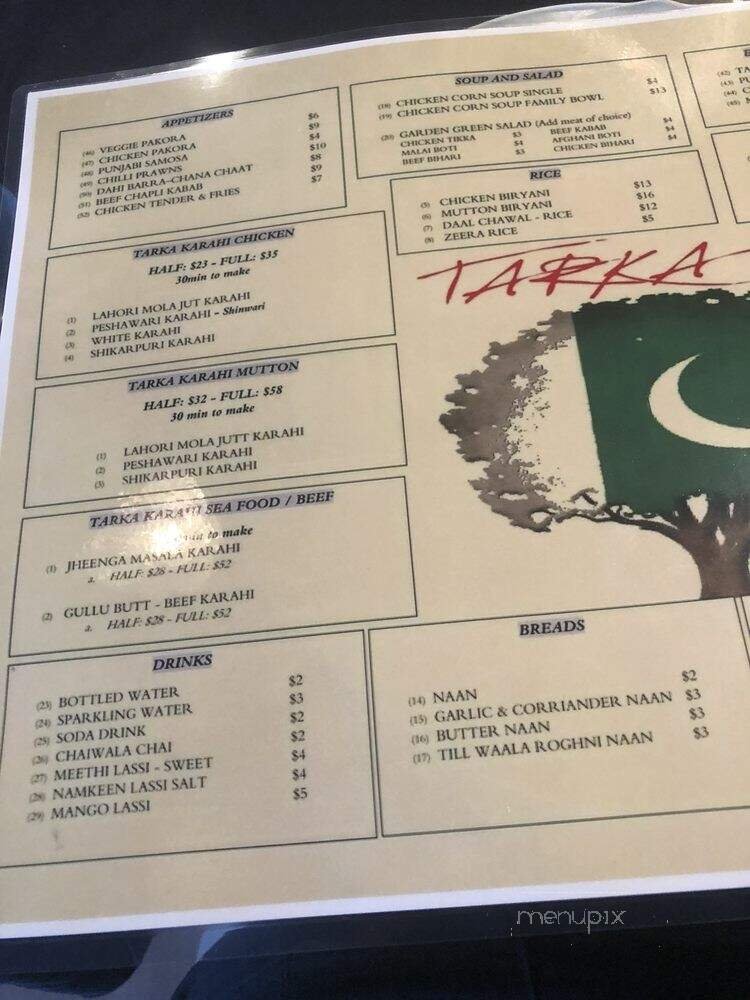 APPETIZERS
(46) VEGGIE PAKORA $6
(47) CHICKEN PAKORA $9
(48) PUNJABI SAMOSA $4
(49) CHILLI PRAWNS $10
(50) DAHI BARRA-CHANA CHAAT $8
(51) BEEF CHAPLI KABAB $9
(52) CHICKEN TENDER & FRIES $7
SOUP AND SALAD
(18) CHICKEN CORN SOUP SINGLE $4
(19) CHICKEN CORN SOUP FAMILY BOWL $13
(20) GARDEN GREEN SALAD (Add meat of choice)
CHICKEN TIKKA $3 BEEF KABAB $4
MALAI BOTI $4 AFGHANI BOTI $4
BEEF BIHARI $3 CHICKEN BIHARI $4
RICE
(5) CHICKEN BIRYANI $13
(6) MUTTON BIRYANI $16
(7) DAAL CHAWAL - RICE $12
(8) ZEERA RICE $5
(42)
(43)
(44)
(45)
TARKA KARAHI CHICKEN
HALF: $23 - FULL: $35
30min to make
(1) LAHORI MOLA JUT KARAHI
(2) PESHAWARI KARAHI - Shinwari
(3) WHITE KARAHI
(4) SHIKARPURI KARAHI
TARKA
TARKA KARAHI MUTTON
HALF: $32 - FULL: $58
30 min to make
(1) LAHORI MOLA JUTT KARAHI
(2) PESHAWARI KARAHI
(3) SHIKARPURI KARAHI
TARKA KARAHI SEA FOOD / BEEF
to make
(1) JHEENGA MASALA KARAHI
a. HALF: $28 - FULL: $52
(2) GULLU BUTT - BEEF KARAHI
a. HALF: $28 - FULL: $52
DRINKS
(23) BOTTLED WATER $2
(24) SPARKLING WATER $3
(25) SODA DRINK $2
(26) CHAIWALA CHAI $2
(27) MEETHI LASSI - SWEET $4
(28) NAMKEEN LASSI SALT $4
(29) MANGO LASSI $5
BREADS
(14) NAAN $2
(15) GARLIC & CORRIANDER NAAN $3
(16) BUTTER NAAN $3
(17) TILL WAALA ROGHNI NAAN $3
menupix